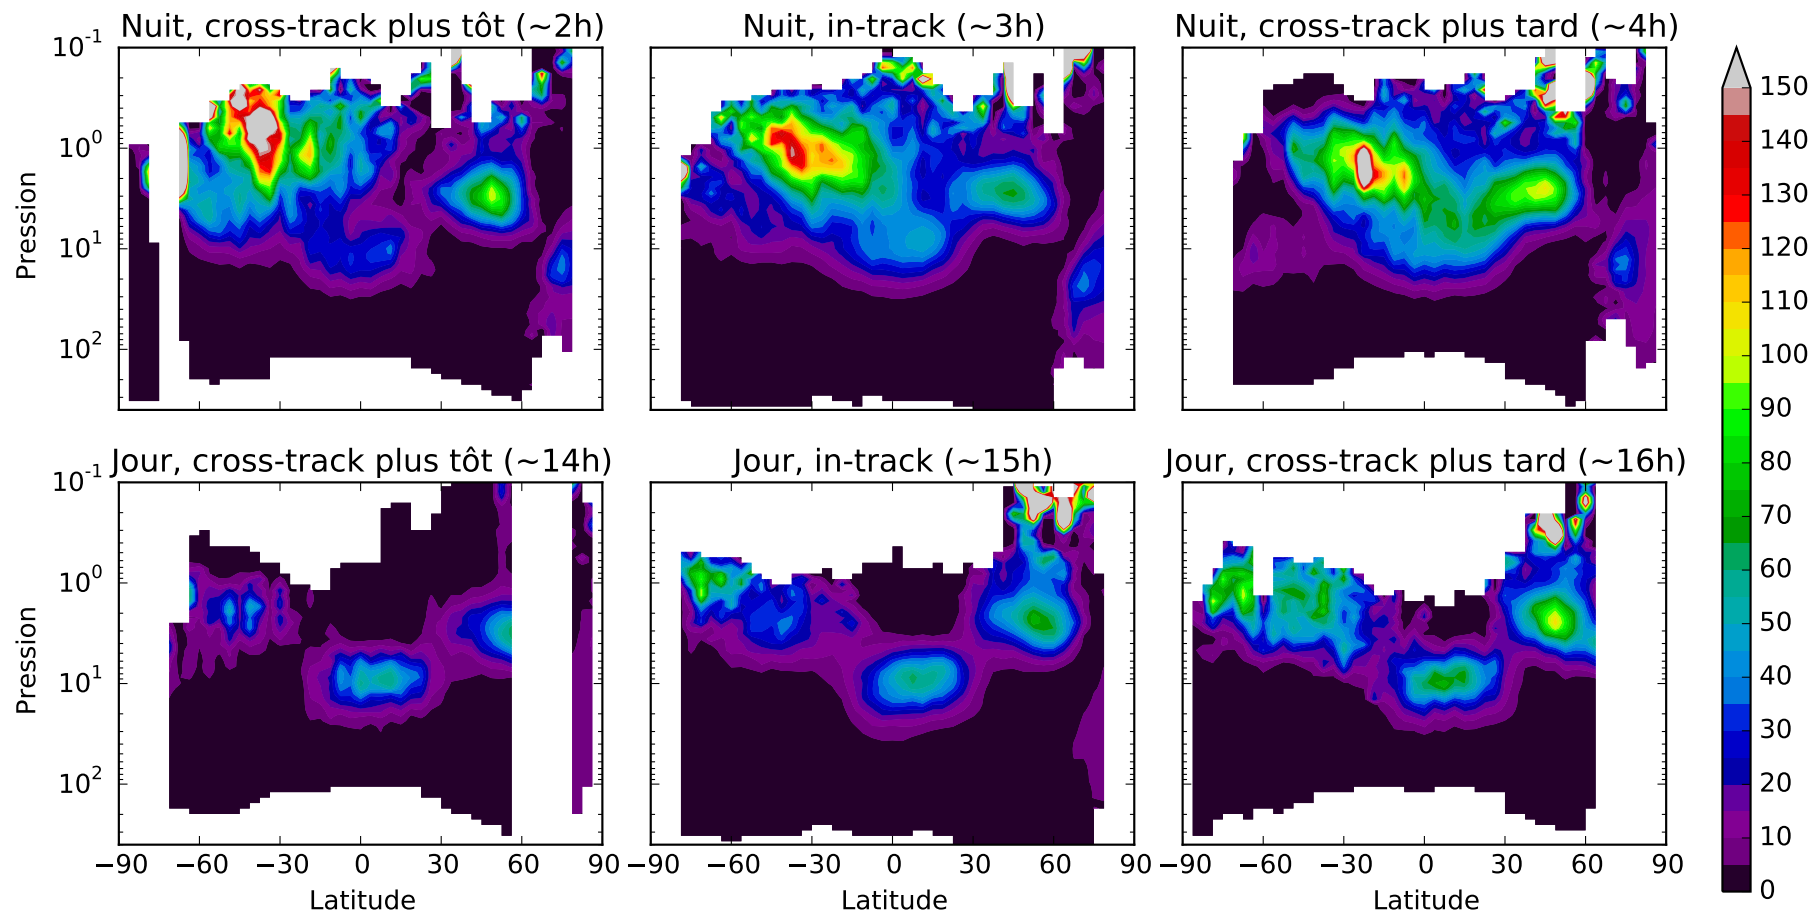 Nuit, cross-track plus tôt (~2h)
Nuit, in-track (~3h)
Nuit, cross-track plus tard (~4h)
10^-1
10^0
10^1
10^2
Pression
Jour, cross-track plus tôt (~14h)
Jour, in-track (~15h)
Jour, cross-track plus tard (~16h)
10^-1
10^0
10^1
10^2
Pression
−90 −60 −30 0 30 60 90
−90 −60 −30 0 30 60 90
−90 −60 −30 0 30 60 90
Latitude
Latitude
Latitude
150
140
130
120
110
100
90
80
70
60
50
40
30
20
10
0